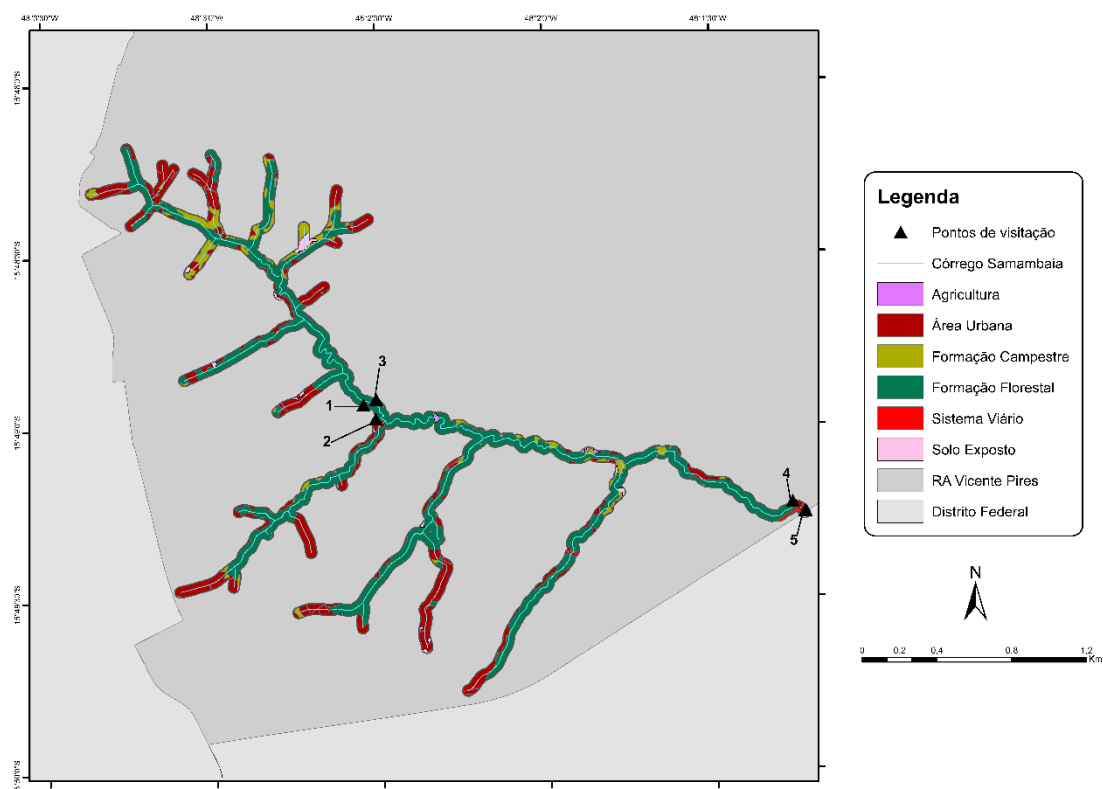 48°3'30"W 48°3'0"W 48°2'30"W 48°2'0"W 48°1'30"W
3
1
2
4
5
Legenda
Pontos de visitação
Córrego Samambaia
Agricultura
Área Urbana
Formação Campestre
Formação Florestal
Sistema Viário
Solo Exposto
RA Vicente Pires
Distrito Federal
N
0 0.2 0.4 0.8 1.2
Km